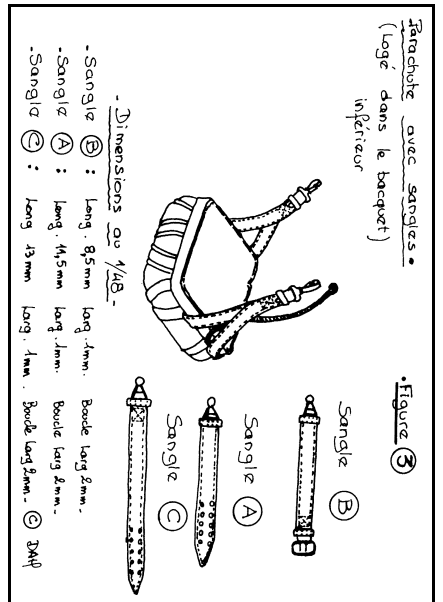 Parachute avec sangles.
(Logé dans le bacquet
inférieur)
• Figure ③
Sangle Ⓑ
Sangle Ⓐ
Sangle Ⓒ
- Dimensions au 1/48 -
- Sangle Ⓑ : Long. 8,5mm Larg. 1mm. Boucle Larg 2mm.
- Sangle Ⓐ : Long. 11,5mm Larg. 1mm. Boucle Larg 2mm.
- Sangle Ⓒ : Long 13mm Larg. 1mm. Boucle Larg 2mm.
© DAP